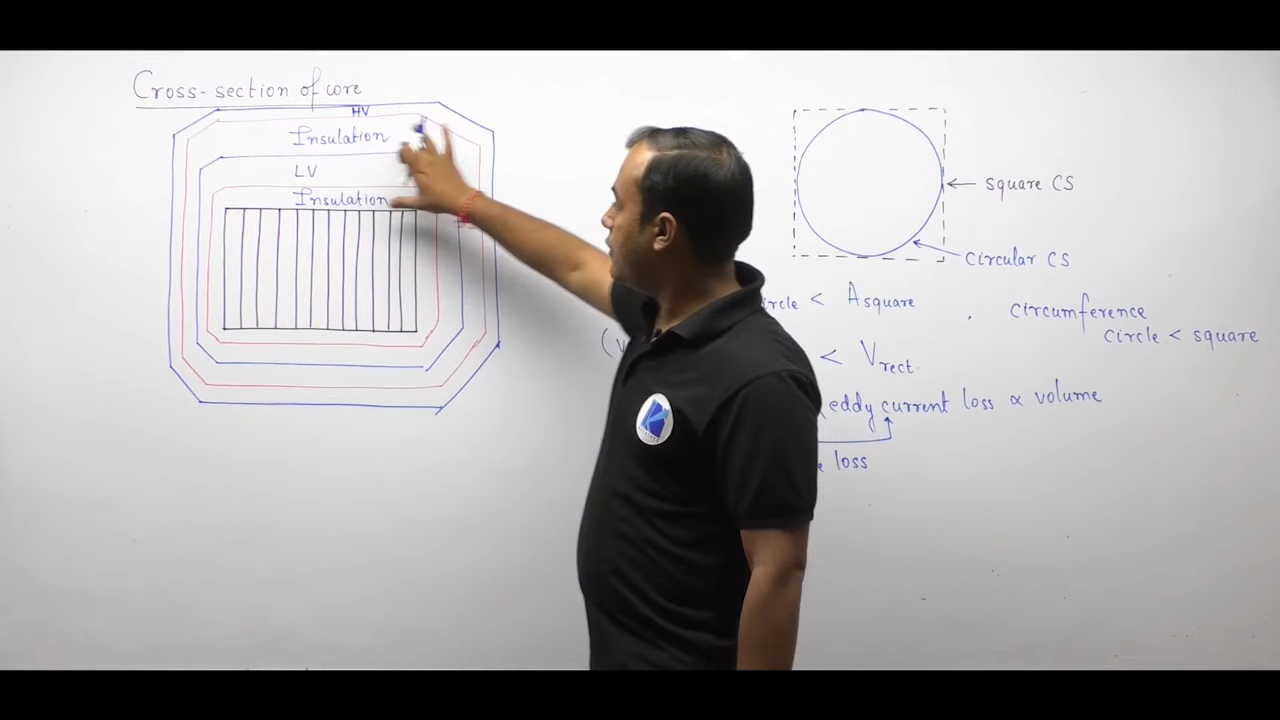 Cross-section of core
HV
Insulation
LV
Insulation
square CS
circular CS
< Asquare
circumference
circle < square
< Vrect.
eddy current loss ∝ volume
loss